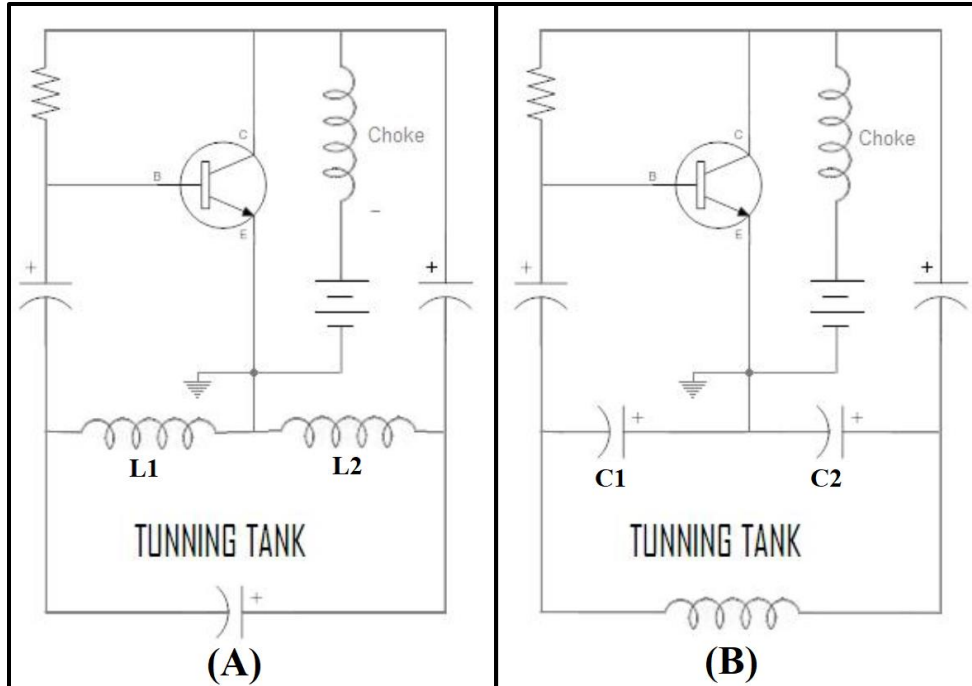 C
Choke
B
E
−
+
+
L1
L2
TUNNING TANK
+
(A)
C
Choke
B
E
+
+
+
+
C1
C2
TUNNING TANK
(B)